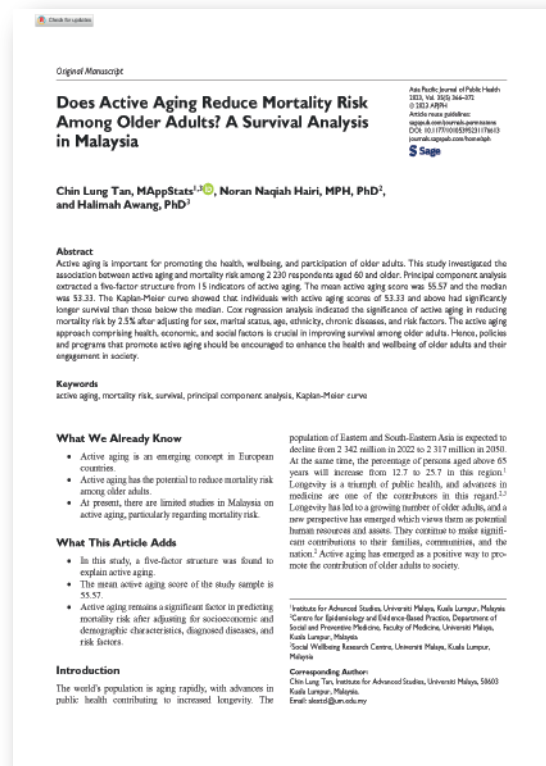 Check for updates
Original Manuscript
Does Active Aging Reduce Mortality Risk
Among Older Adults? A Survival Analysis
in Malaysia
Asia Pacific Journal of Public Health
2023, Vol. 35(5) 366–372
© 2023 APJPH
Article reuse guidelines:
sagepub.com/journals-permissions
DOI: 10.1177/10105395231176613
journals.sagepub.com/home/aph
Sage
Chin Lung Tan, MAppStats1,3, Noran Naqiah Hairi, MPH, PhD2,
and Halimah Awang, PhD3
Abstract
Active aging is important for promoting the health, wellbeing, and participation of older adults. This study investigated the
association between active aging and mortality risk among 2 230 respondents aged 60 and older. Principal component analysis
extracted a five-factor structure from 15 indicators of active aging. The mean active aging score was 55.57 and the median
was 53.33. The Kaplan-Meier curve showed that individuals with active aging scores of 53.33 and above had significantly
longer survival than those below the median. Cox regression analysis indicated the significance of active aging in reducing
mortality risk by 2.5% after adjusting for sex, marital status, age, ethnicity, chronic diseases, and risk factors. The active aging
approach comprising health, economic, and social factors is crucial in improving survival among older adults. Hence, policies
and programs that promote active aging should be encouraged to enhance the health and wellbeing of older adults and their
engagement in society.
Keywords
active aging, mortality risk, survival, principal component analysis, Kaplan-Meier curve
What We Already Know
• Active aging is an emerging concept in European
countries.
• Active aging has the potential to reduce mortality risk
among older adults.
• At present, there are limited studies in Malaysia on
active aging, particularly regarding mortality risk.
What This Article Adds
• In this study, a five-factor structure was found to
explain active aging.
• The mean active aging score of the study sample is
55.57.
• Active aging remains a significant factor in predicting
mortality risk after adjusting for socioeconomic and
demographic characteristics, diagnosed diseases, and
risk factors.
Introduction
The world's population is aging rapidly, with advances in
public health contributing to increased longevity. The
population of Eastern and South-Eastern Asia is expected to
decline from 2 342 million in 2022 to 2 317 million in 2050.
At the same time, the percentage of persons aged above 65
years will increase from 12.7 to 25.7 in this region.1
Longevity is a triumph of public health, and advances in
medicine are one of the contributors in this regard.2,3
Longevity has led to a growing number of older adults, and a
new perspective has emerged which views them as potential
human resources and assets. They continue to make signifi-
cant contributions to their families, communities, and the
nation.2 Active aging has emerged as a positive way to pro-
mote the contribution of older adults to society.
1Institute for Advanced Studies, Universiti Malaya, Kuala Lumpur, Malaysia
2Centre for Epidemiology and Evidence-Based Practice, Department of
Social and Preventive Medicine, Faculty of Medicine, Universiti Malaya,
Kuala Lumpur, Malaysia
3Social Wellbeing Research Centre, Universiti Malaya, Kuala Lumpur,
Malaysia
Corresponding Author:
Chin Lung Tan, Institute for Advanced Studies, Universiti Malaya, 50603
Kuala Lumpur, Malaysia.